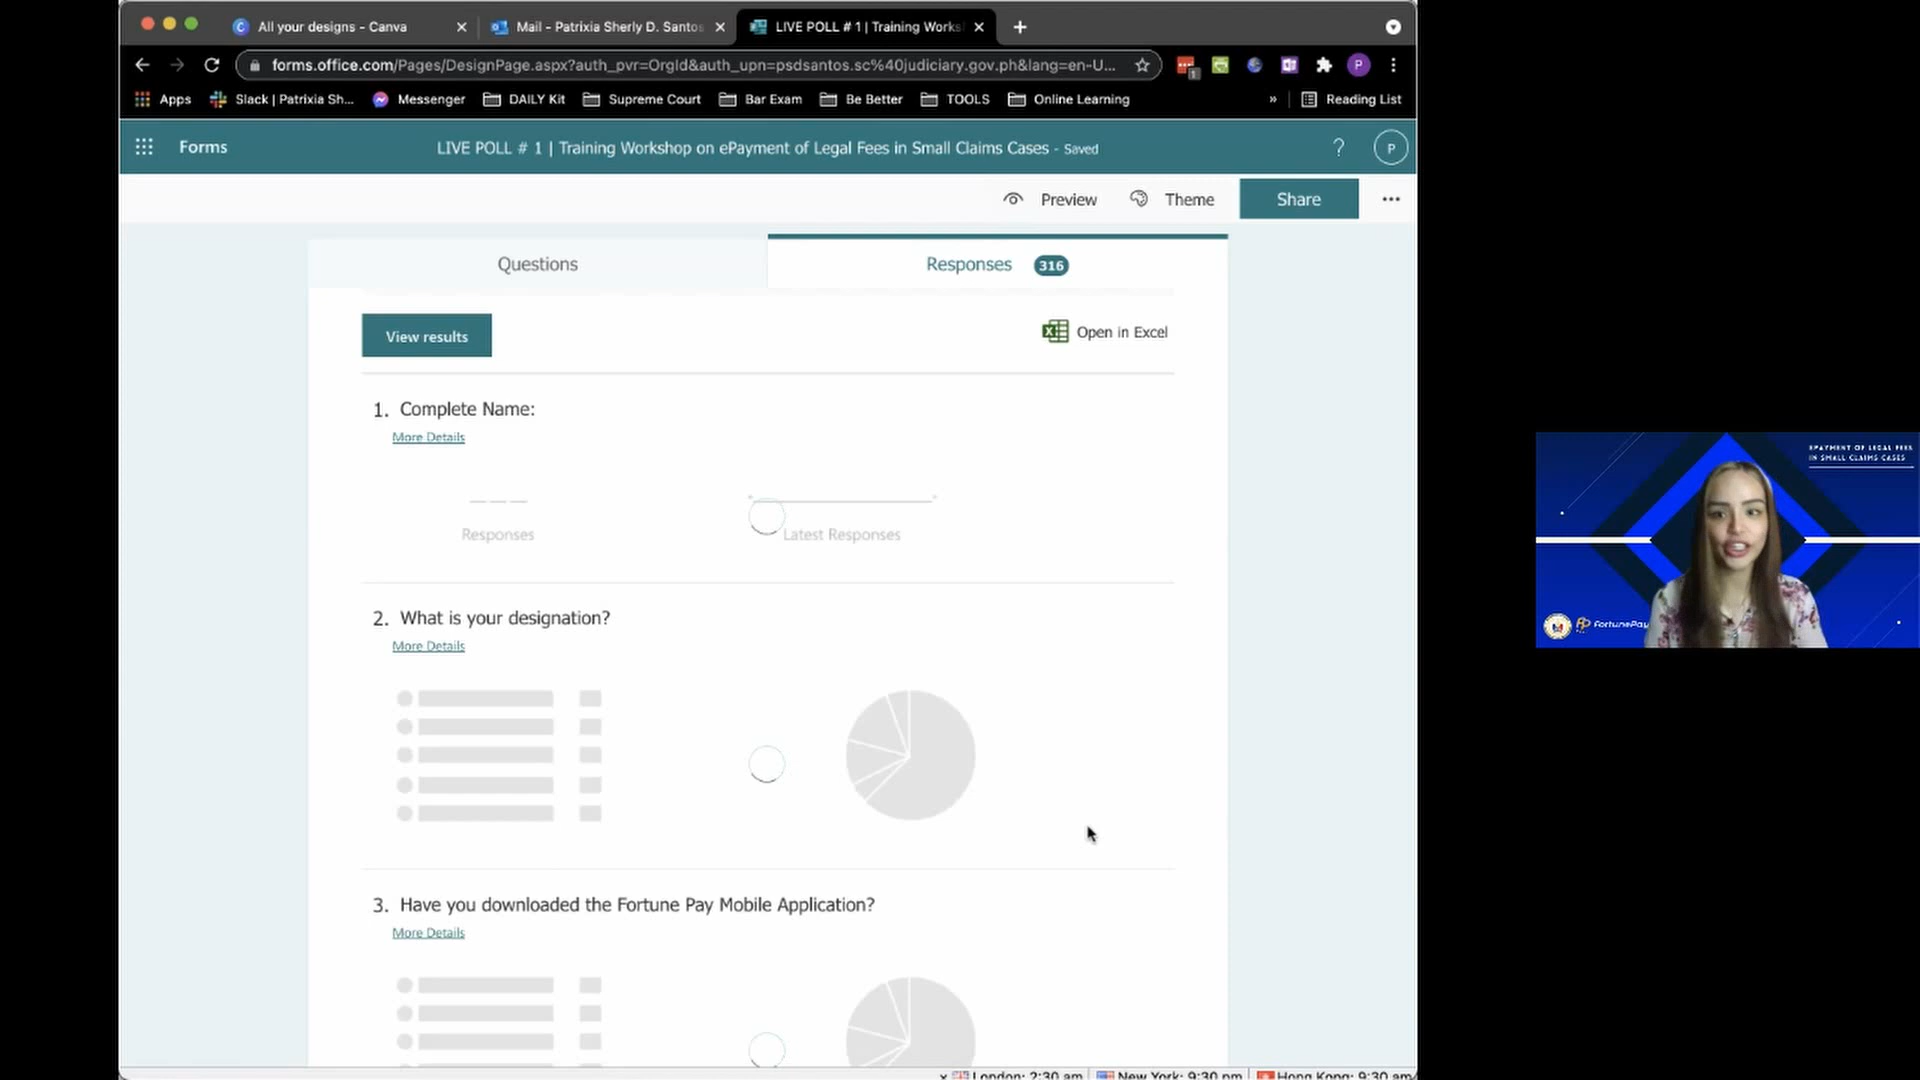 All your designs - Canva
Mail - Patrixia Sherly D. Santos
LIVE POLL # 1 | Training Works
forms.office.com/Pages/DesignPage.aspx?auth_pvr=OrgId&auth_upn=psdsantos.sc%40judiciary.gov.ph&lang=en-U...
1
P
Apps
Slack | Patrixia Sh...
Messenger
DAILY Kit
Supreme Court
Bar Exam
Be Better
TOOLS
Online Learning
»
Reading List
Forms
LIVE POLL # 1 | Training Workshop on ePayment of Legal Fees in Small Claims Cases - Saved
?
P
Preview
Theme
Share
Questions
Responses 316
View results
Open in Excel
1. Complete Name:
More Details
Responses
Latest Responses
2. What is your designation?
More Details
3. Have you downloaded the Fortune Pay Mobile Application?
More Details
London: 2:30 am
New York: 9:30 pm
Hong Kong: 9:30 am
EPAYMENT OF LEGAL FEES
IN SMALL CLAIMS CASES
FortunePay